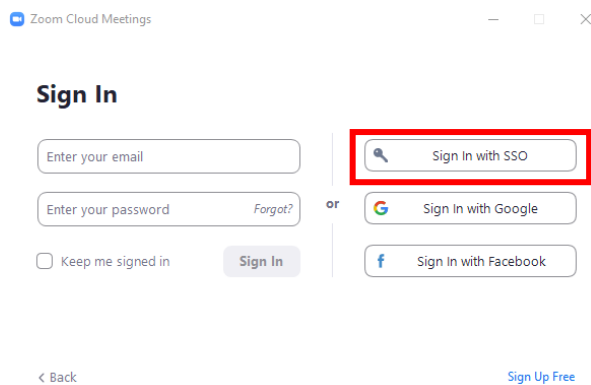 Zoom Cloud Meetings
Sign In
Enter your email
Enter your password Forgot?
Keep me signed in Sign In
or
Sign In with SSO
Sign In with Google
Sign In with Facebook
< Back
Sign Up Free